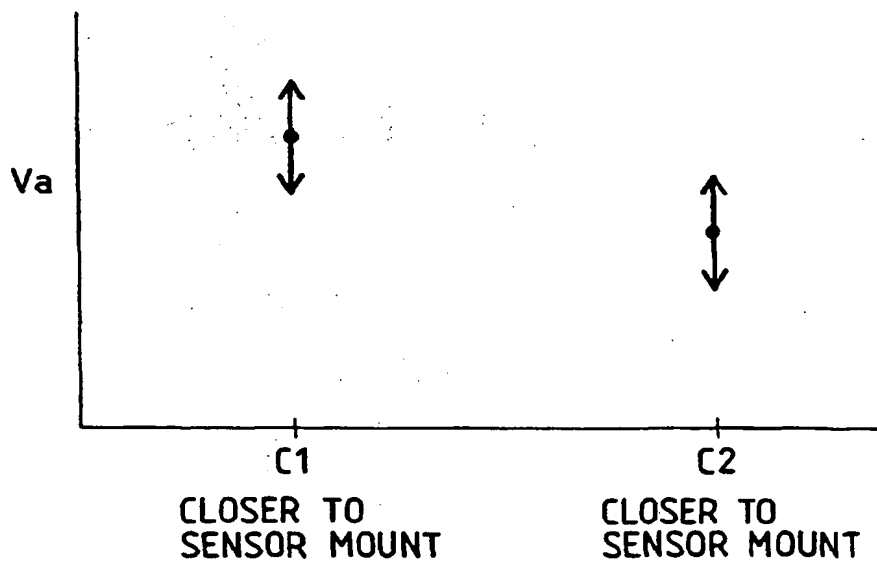 Va
C1
CLOSER TO
SENSOR MOUNT
C2
CLOSER TO
SENSOR MOUNT